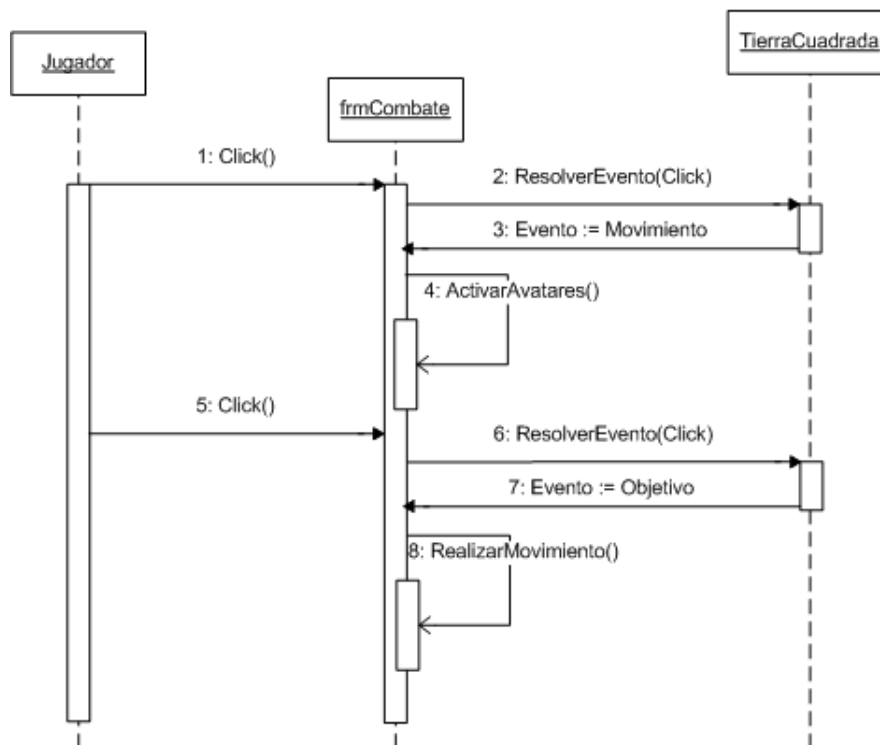 TierraCuadrada
Jugador
frmCombate
1: Click()
2: ResolverEvento(Click)
3: Evento := Movimiento
4: ActivarAvatares()
5: Click()
6: ResolverEvento(Click)
7: Evento := Objetivo
8: RealizarMovimiento()